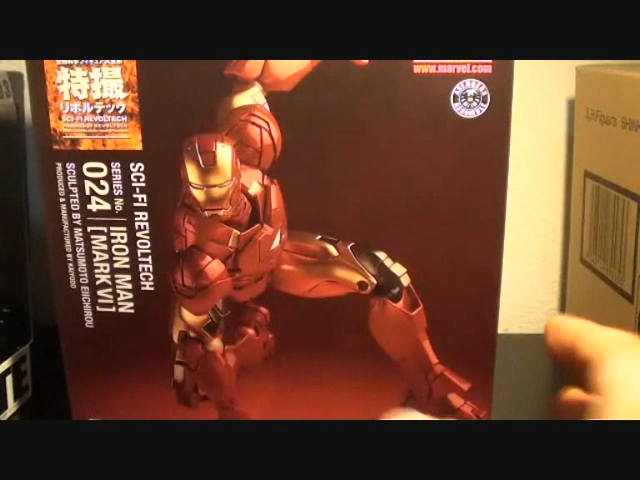 特撮
リボルテック
SCI-FI REVOLTECH
SCI-FI REVOLTECH
SERIES No.
024
IRON MAN
[MARK VI]
SCULPTED BY MATSUMOTO EIICHIROU
PRODUCED & MANUFACTURED BY KAIYODO
www.marvel.com
S.H.Figuarts